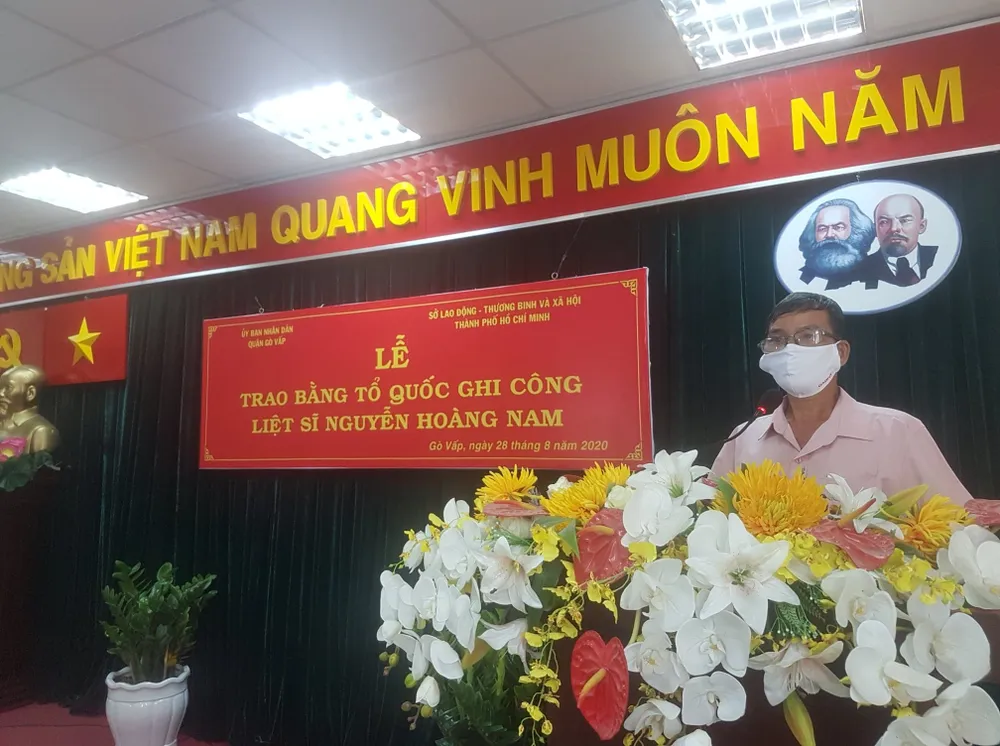 NG SẢN VIỆT NAM QUANG VINH MUÔN NĂM
ỦY BAN NHÂN DÂN
QUẬN GÒ VẤP
SỞ LAO ĐỘNG - THƯƠNG BINH VÀ XÃ HỘI
THÀNH PHỐ HỒ CHÍ MINH
LỄ
TRAO BẰNG TỔ QUỐC GHI CÔNG
LIỆT SĨ NGUYỄN HOÀNG NAM
Gò Vấp, ngày 28 tháng 8 năm 2020